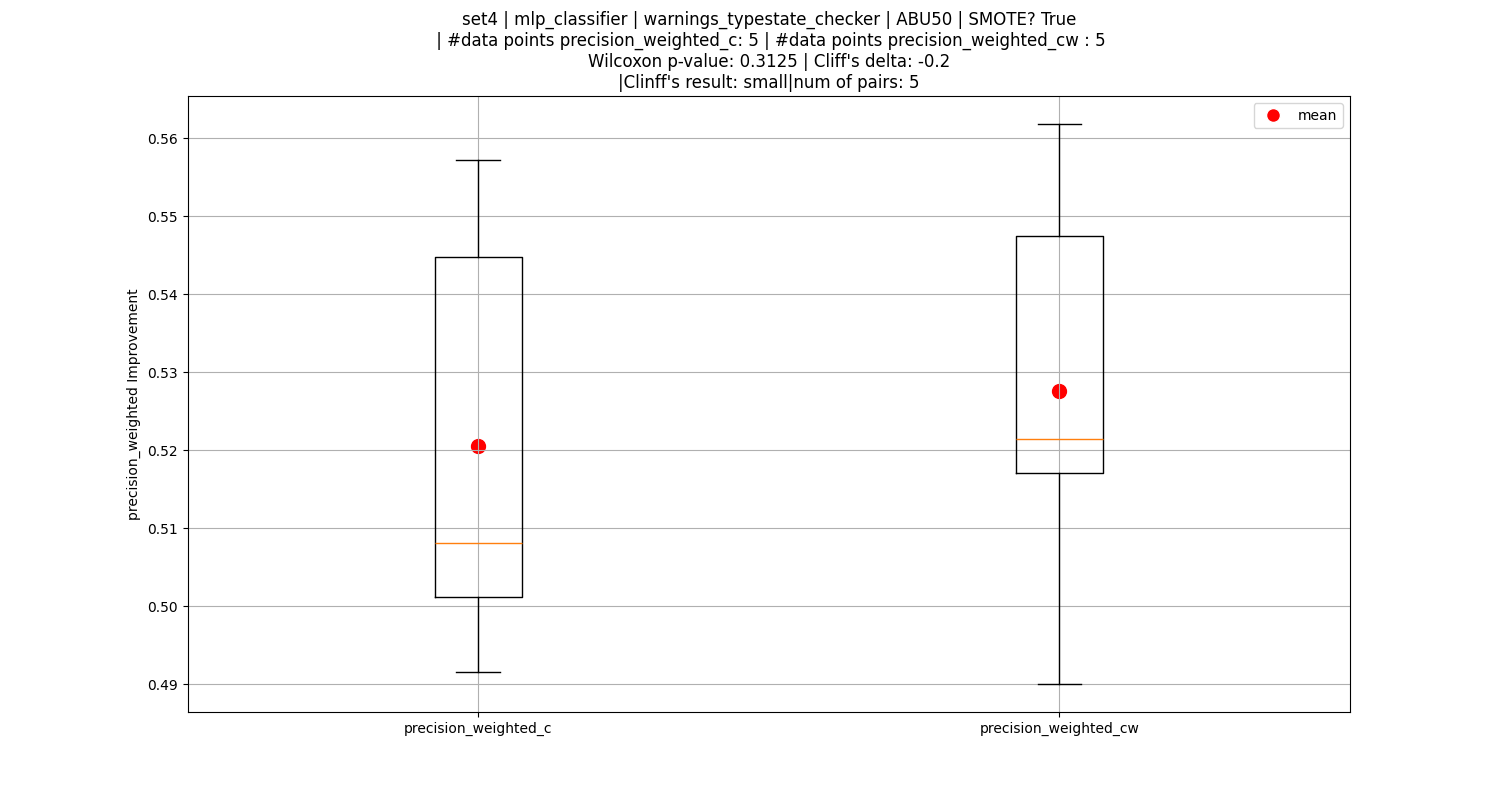 set4 | mlp_classifier | warnings_typestate_checker | ABU50 | SMOTE? True
| #data points precision_weighted_c: 5 | #data points precision_weighted_cw : 5
Wilcoxon p-value: 0.3125 | Cliff's delta: -0.2
|Clinff's result: small|num of pairs: 5
mean
0.56
0.55
0.54
0.53
0.52
0.51
0.50
0.49
precision_weighted Improvement
precision_weighted_c
precision_weighted_cw